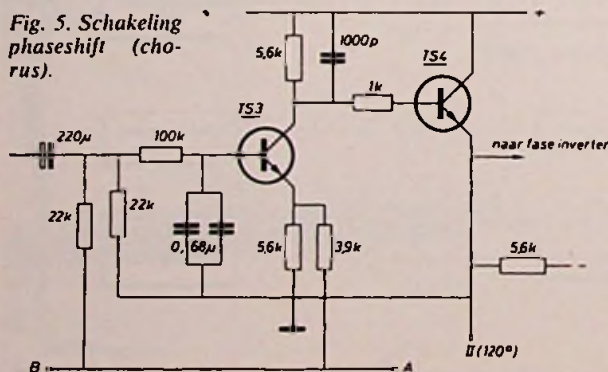 Fig. 5. Schakeling
phaseshift (cho-
rus).
+
5,6k
1000p
TS4
1k
TS3
220µ
100k
naar fase inverter
22k
22k
0,68µ
5,6k
3,9k
5,6k
II (120°)
B
A